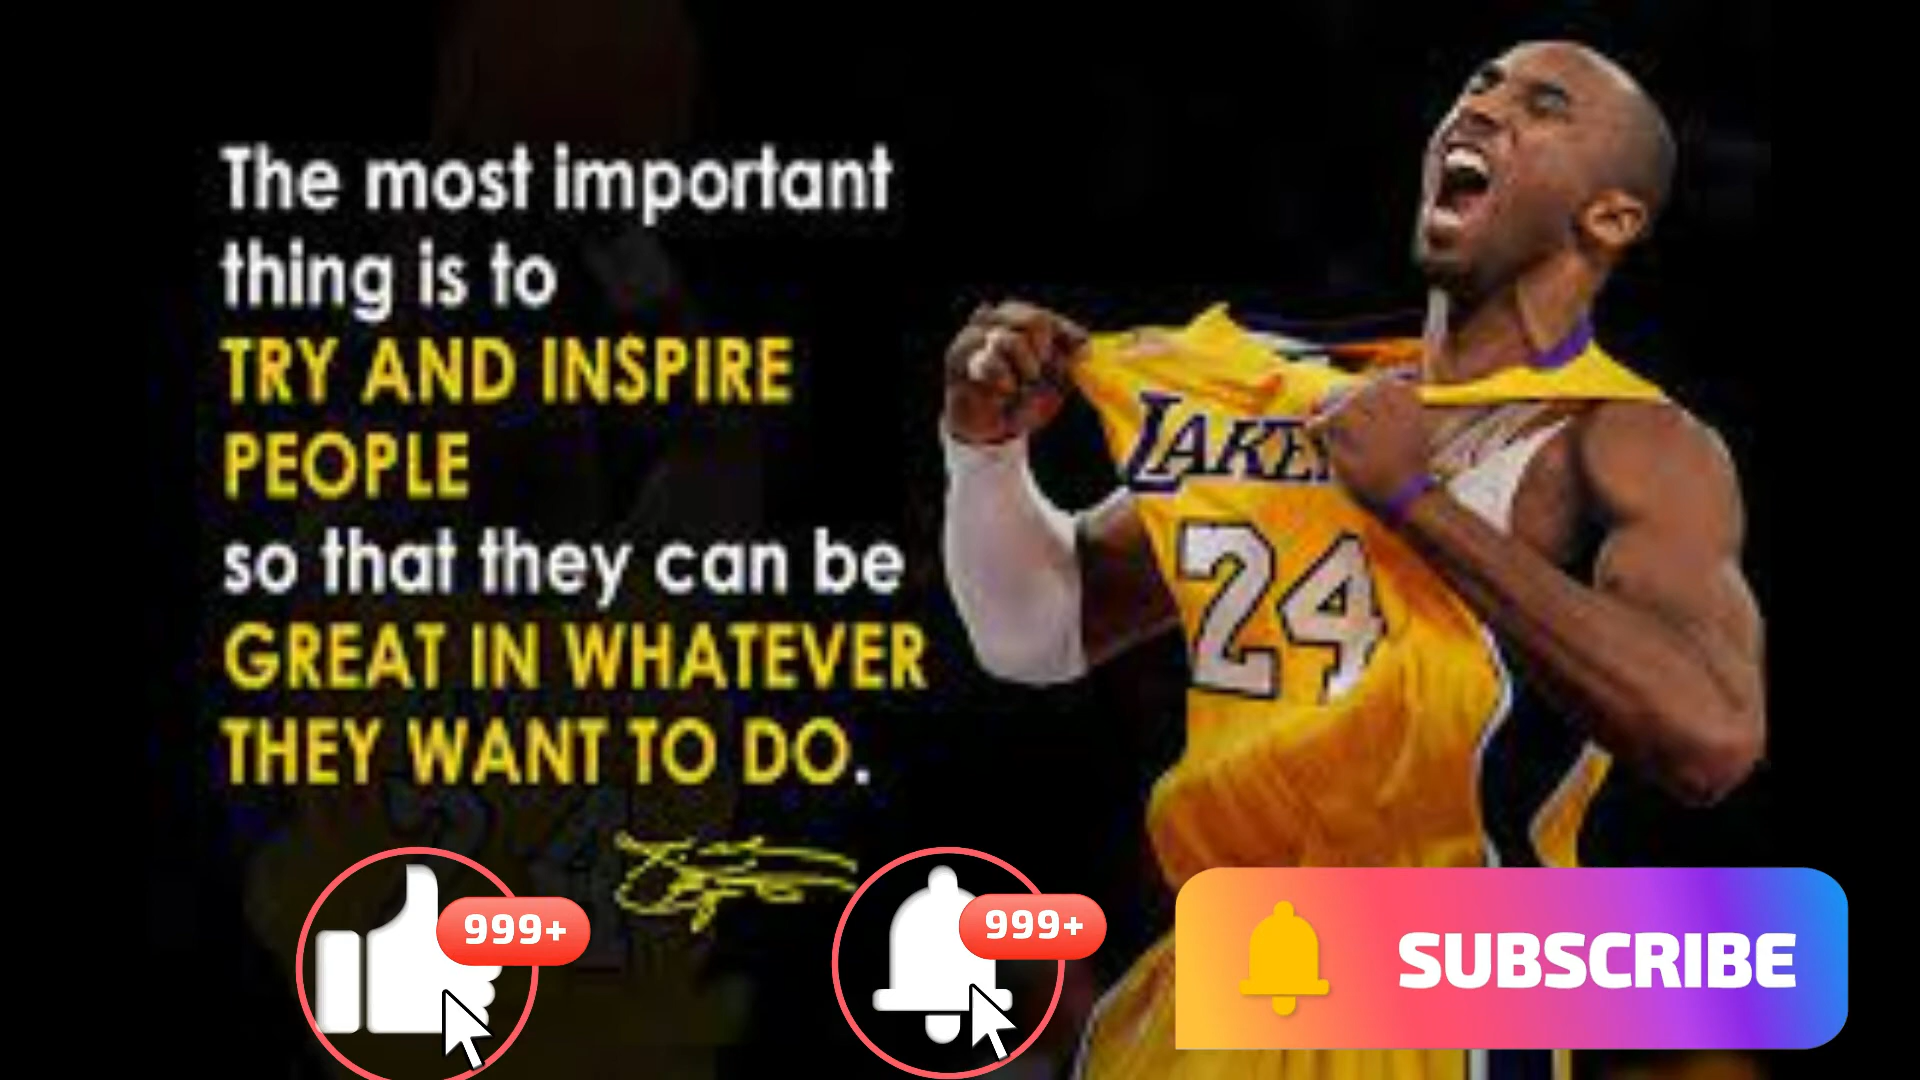 The most important
thing is to
TRY AND INSPIRE
PEOPLE
so that they can be
GREAT IN WHATEVER
THEY WANT TO DO.
LAKE
24
999+
999+
SUBSCRIBE